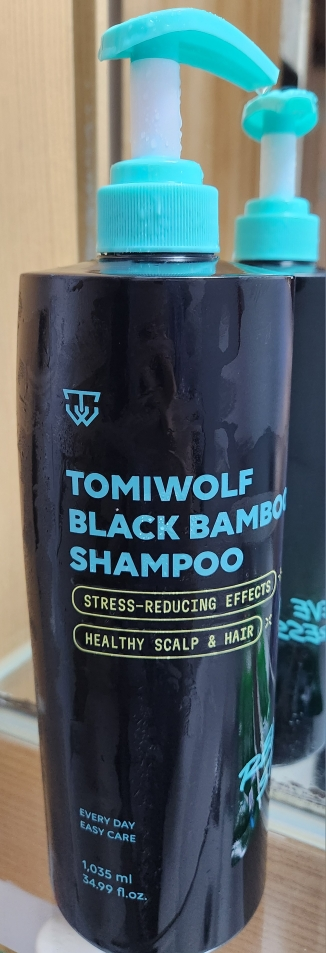 TOMIWOLF
BLACK BAMBOO
SHAMPOO
STRESS-REDUCING EFFECTS
HEALTHY SCALP & HAIR
EVERY DAY
EASY CARE
1,035 ml
34.99 fl.oz.